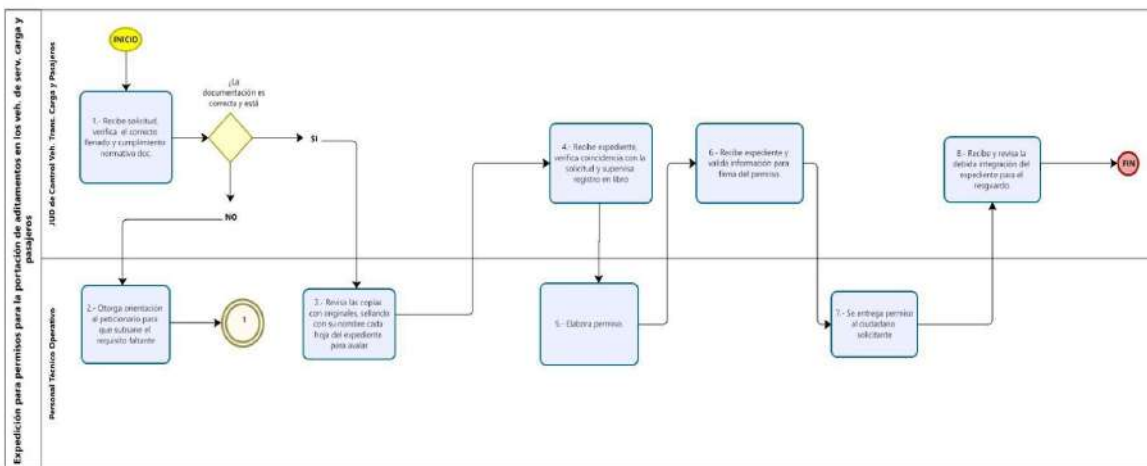 Expedición para permisos para la portación de aditamentos en los veh. de serv. carga y
pasajeros
JUD de Control Veh. Trans. Carga y Pasajeros
INICIO
1.- Recibe solicitud,
verifica el correcto
llenado y cumplimiento
normativa doc.
¿La
documentación es
correcta y está
SI
NO
4.- Recibe expediente,
verifica coincidencia con la
solicitud y supervisa
registro en libro
6.- Recibe expediente y
valida información para
firma del permiso.
8.- Recibe y revisa la
debida integración del
expediente para el
resguardo.
FIN
Personal Técnico Operativo
2.- Otorga orientación
al peticionario para
que subsane el
requisito faltante
1
3.- Revisa las copias
con originales, sellando
con su nombre cada
hoja del expediente
para avalar
5.- Elabora permiso.
7.- Se entrega permiso
al ciudadano
solicitante